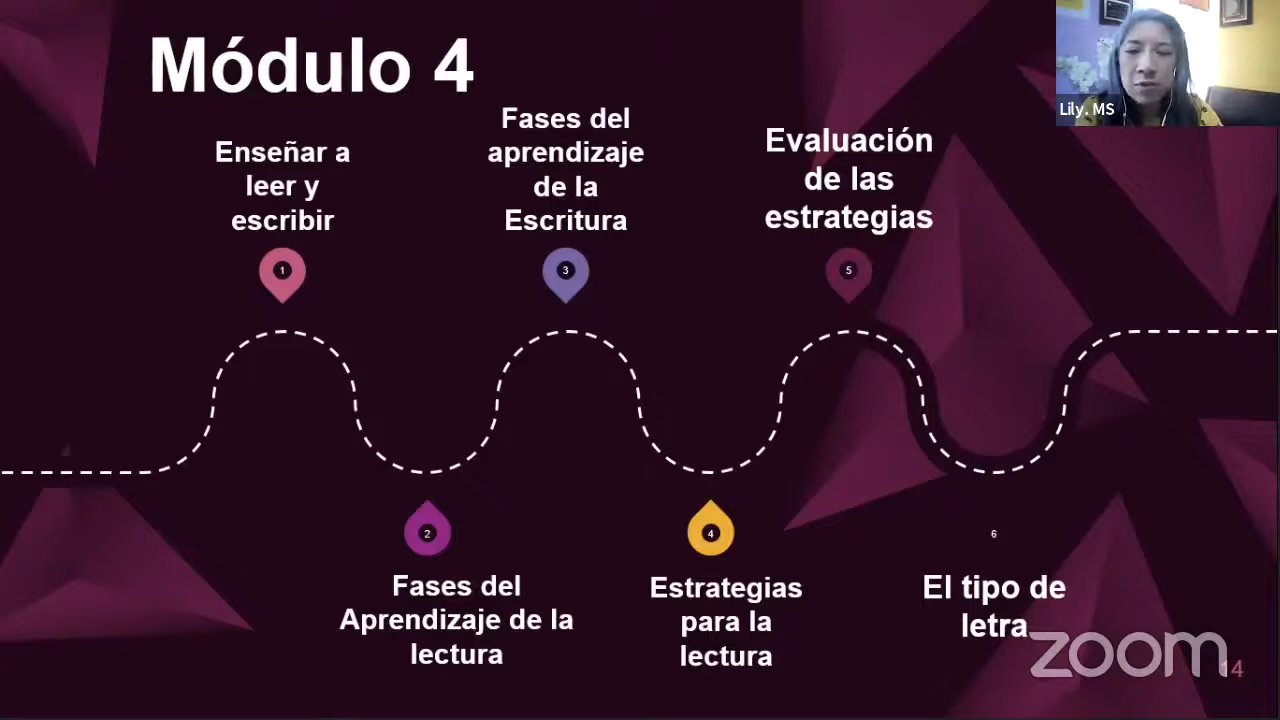 Módulo 4
Lily. MS
Enseñar a
leer y
escribir
1
Fases del
Aprendizaje de la
lectura
2
Fases del
aprendizaje
de la
Escritura
3
Estrategias
para la
lectura
4
Evaluación
de las
estrategias
5
El tipo de
letra
6
zoom
14